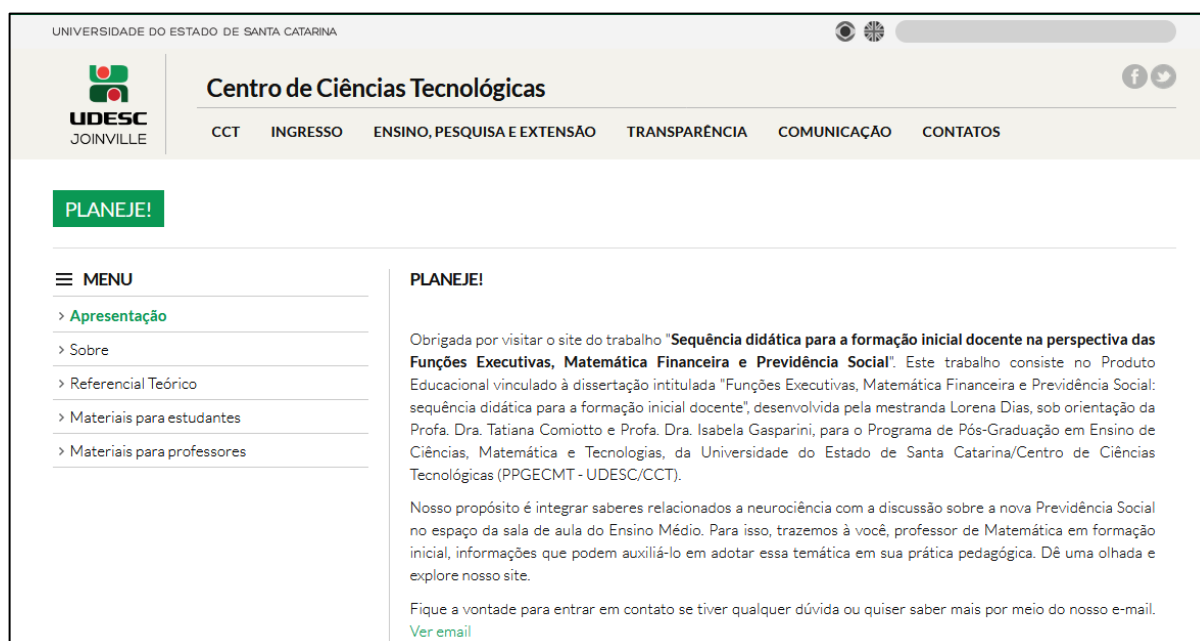 UNIVERSIDADE DO ESTADO DE SANTA CATARINA
UDESC
JOINVILLE
Centro de Ciências Tecnológicas
CCT INGRESSO ENSINO, PESQUISA E EXTENSÃO TRANSPARÊNCIA COMUNICAÇÃO CONTATOS
PLANEJE!
MENU
> Apresentação
> Sobre
> Referencial Teórico
> Materiais para estudantes
> Materiais para professores
PLANEJE!
Obrigada por visitar o site do trabalho "Sequência didática para a formação inicial docente na perspectiva das
Funções Executivas, Matemática Financeira e Previdência Social". Este trabalho consiste no Produto
Educacional vinculado à dissertação intitulada "Funções Executivas, Matemática Financeira e Previdência Social:
sequência didática para a formação inicial docente", desenvolvida pela mestranda Lorena Dias, sob orientação da
Profa. Dra. Tatiana Comiotto e Profa. Dra. Isabela Gasparini, para o Programa de Pós-Graduação em Ensino de
Ciências, Matemática e Tecnologias, da Universidade do Estado de Santa Catarina/Centro de Ciências
Tecnológicas (PPGECMT - UDESC/CCT).
Nosso propósito é integrar saberes relacionados a neurociência com a discussão sobre a nova Previdência Social
no espaço da sala de aula do Ensino Médio. Para isso, trazemos à você, professor de Matemática em formação
inicial, informações que podem auxiliá-lo em adotar essa temática em sua prática pedagógica. Dê uma olhada e
explore nosso site.
Fique a vontade para entrar em contato se tiver qualquer dúvida ou quiser saber mais por meio do nosso e-mail.
Ver email